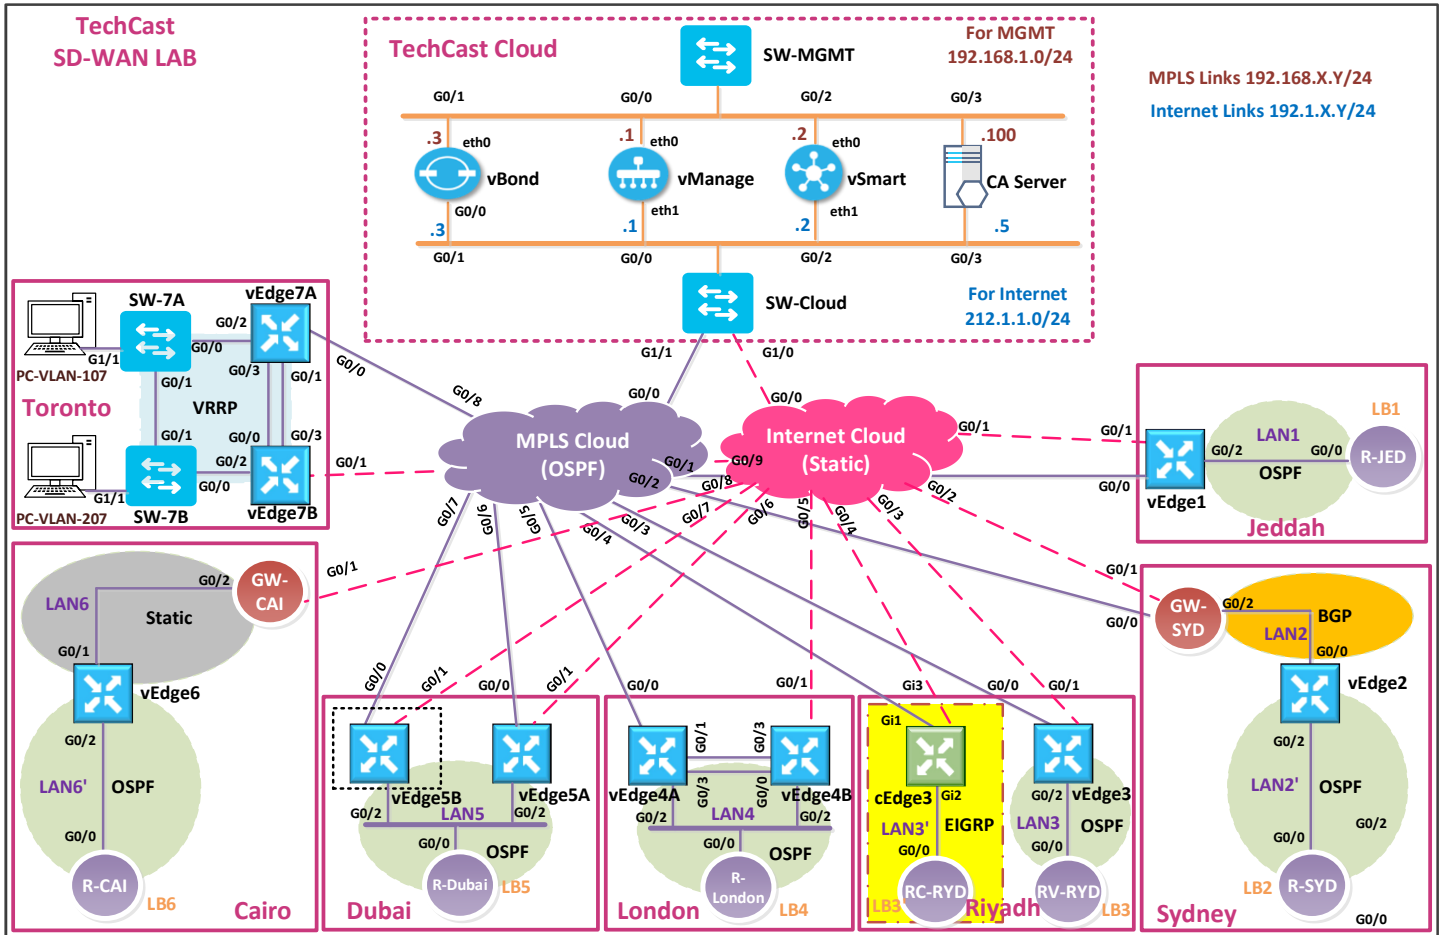 TechCast
SD-WAN LAB
TechCast Cloud
SW-MGMT
For MGMT
192.168.1.0/24
MPLS Links 192.168.X.Y/24
Internet Links 192.1.X.Y/24
G0/1
G0/0
G0/2
G0/3
.3
eth0
.1
eth0
.2
eth0
.100
vBond
vManage
vSmart
CA Server
G0/0
eth1
eth1
.3
.1
.2
.5
G0/1
G0/0
G0/2
G0/3
SW-Cloud
For Internet
212.1.1.0/24
G1/1
G1/0
G0/0
G0/0
SW-7A
vEdge7A
G0/2
G0/0
G1/1
PC-VLAN-107
G0/1
G0/3
G0/1
G0/0
G0/8
Toronto
VRRP
G0/1
G0/0
G0/3
G0/2
G0/0
G0/1
G1/1
PC-VLAN-207
SW-7B
vEdge7B
MPLS Cloud
(OSPF)
Internet Cloud
(Static)
G0/1
G0/2
G0/9
G0/8
G0/7
G0/6
G0/5
G0/4
G0/3
G0/2
G0/1
G0/7
G0/6
G0/5
G0/4
G0/3
G0/1
G0/0
vEdge1
G0/2
LAN1
G0/0
OSPF
LB1
R-JED
Jeddah
GW-
CAI
G0/2
G0/1
LAN6
Static
G0/1
vEdge6
G0/2
LAN6'
OSPF
G0/0
R-CAI
LB6
Cairo
G0/0
G0/1
G0/0
G0/1
vEdge5B
vEdge5A
G0/2
LAN5
G0/2
G0/0
OSPF
R-Dubai
LB5
Dubai
G0/0
G0/1
G0/1
G0/3
G0/3
G0/0
vEdge4A
vEdge4B
G0/2
LAN4
G0/2
G0/0
OSPF
R-
London
LB4
London
Gi3
Gi1
G0/0
G0/1
cEdge3
Gi2
LAN3'
EIGRP
G0/0
RC-RYD
LB3'
vEdge3
G0/2
LAN3
OSPF
G0/0
RV-RYD
LB3
Riyadh
G0/1
G0/0
GW-
SYD
G0/2
BGP
LAN2
G0/0
vEdge2
G0/2
LAN2'
OSPF
G0/2
G0/0
LB2
R-SYD
Sydney
G0/0